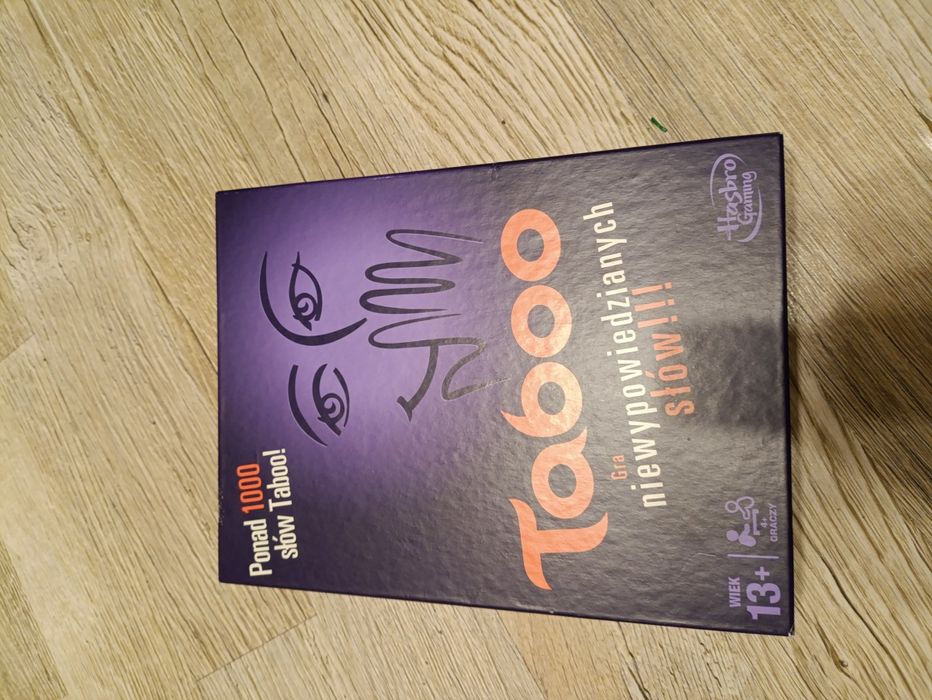 Ponad 1000
słów Taboo!
Taboo
Gra
niewypowiedzianych
słów!!!
WIEK
13+
4+
GRACZY
Hasbro
Gaming